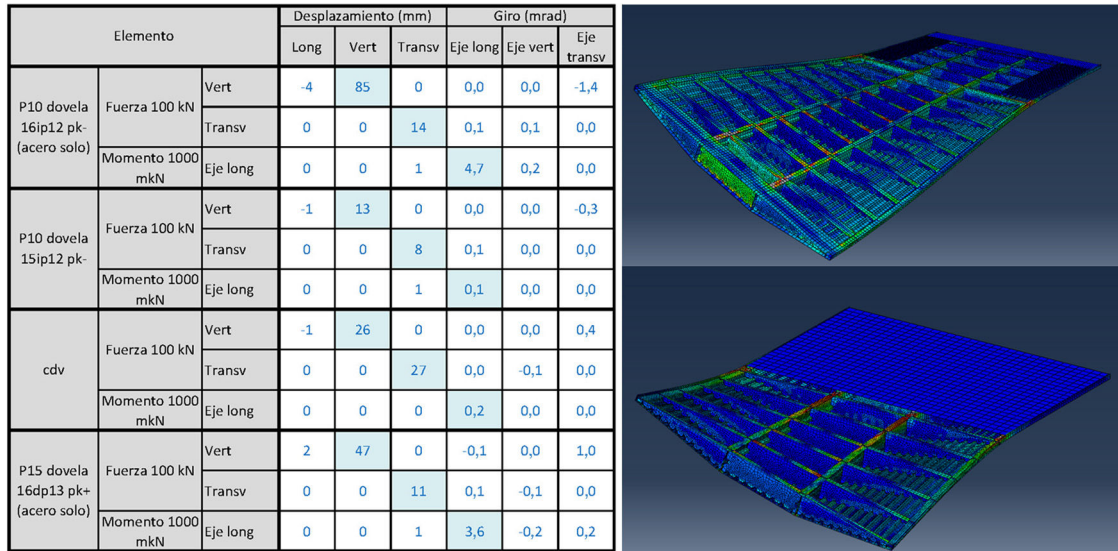 Elemento Desplazamiento (mm) Giro (mrad)
Long Vert Transv Eje long Eje vert Eje transv
P10 dovela 16ip12 pk- (acero solo) Fuerza 100 kN Vert -4 85 0 0,0 0,0 -1,4
Transv 0 0 14 0,1 0,1 0,0
Momento 1000 mkN Eje long 0 0 1 4,7 0,2 0,0
P10 dovela 15ip12 pk- Fuerza 100 kN Vert -1 13 0 0,0 0,0 -0,3
Transv 0 0 8 0,1 0,0 0,0
Momento 1000 mkN Eje long 0 0 1 0,1 0,0 0,0
cdv Fuerza 100 kN Vert -1 26 0 0,0 0,0 0,4
Transv 0 0 27 0,0 -0,1 0,0
Momento 1000 mkN Eje long 0 0 0 0,2 0,0 0,0
P15 dovela 16dp13 pk+ (acero solo) Fuerza 100 kN Vert 2 47 0 -0,1 0,0 1,0
Transv 0 0 11 0,1 -0,1 0,0
Momento 1000 mkN Eje long 0 0 1 3,6 -0,2 0,2